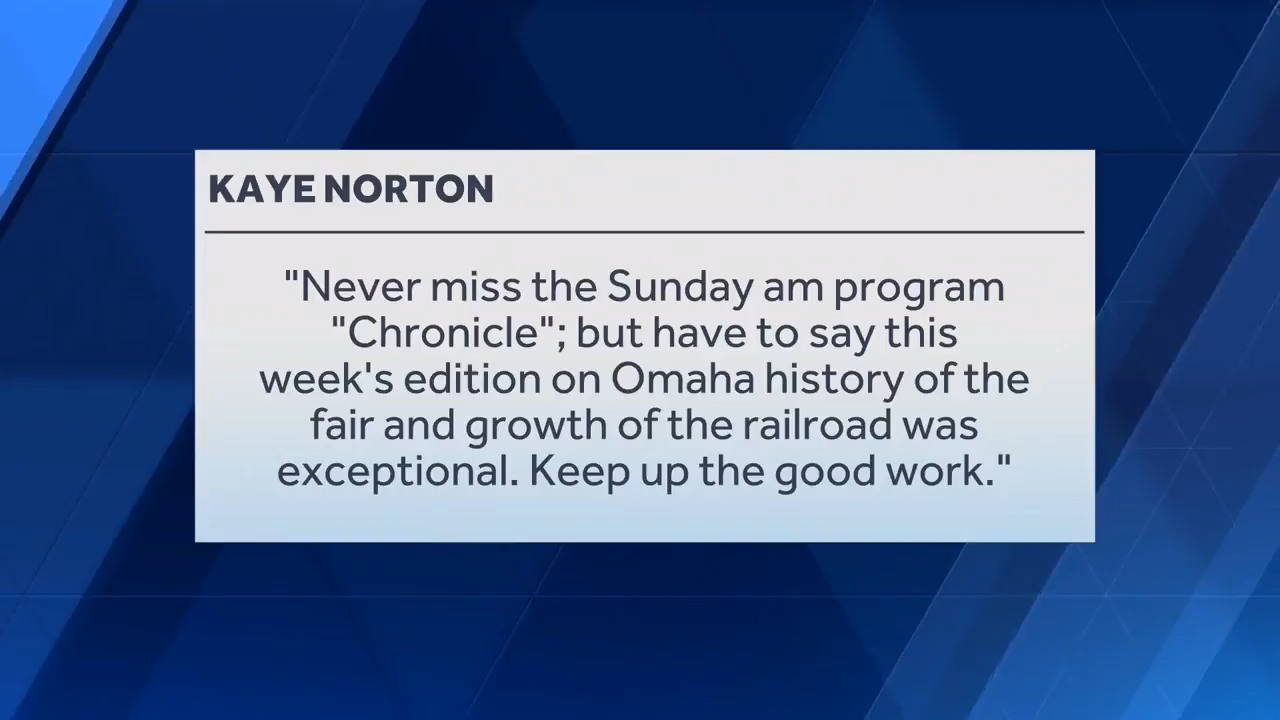 KAYE NORTON
"Never miss the Sunday am program
"Chronicle"; but have to say this
week's edition on Omaha history of the
fair and growth of the railroad was
exceptional. Keep up the good work."